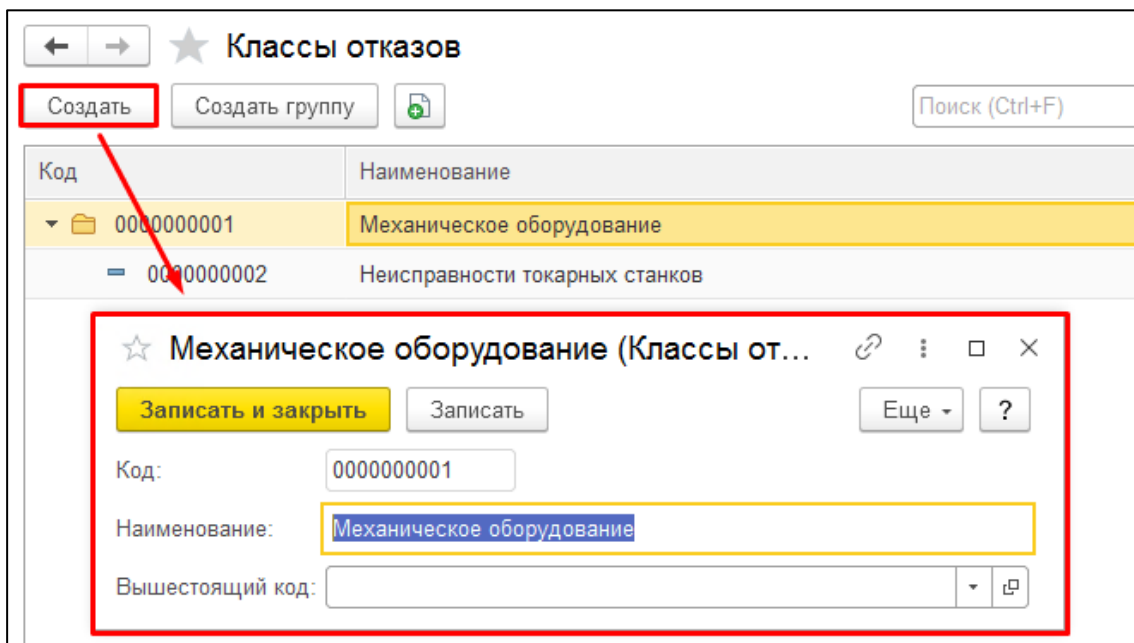 Классы отказов
Создать Создать группу Поиск (Ctrl+F)
Код Наименование
0000000001 Механическое оборудование
0000000002 Неисправности токарных станков
Механическое оборудование (Классы от...
Записать и закрыть Записать Еще ?
Код: 0000000001
Наименование: Механическое оборудование
Вышестоящий код: